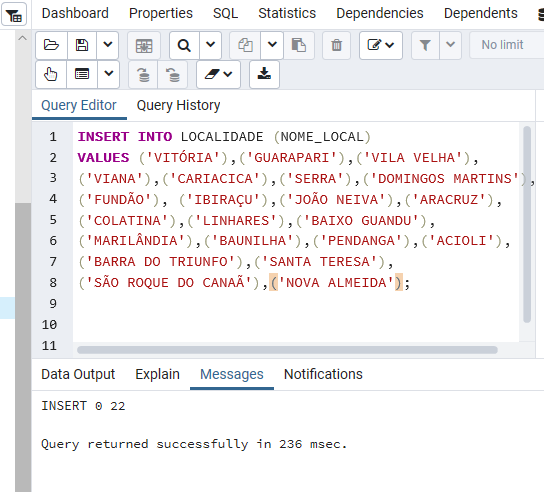 Dashboard Properties SQL Statistics Dependencies Dependents
No limit
Query Editor Query History
1 INSERT INTO LOCALIDADE (NOME_LOCAL)
2 VALUES ('VITÓRIA'),('GUARAPARI'),('VILA VELHA'),
3 ('VIANA'),('CARIACICA'),('SERRA'),('DOMINGOS MARTINS'),
4 ('FUNDÃO'), ('IBIRAÇU'),('JOÃO NEIVA'),('ARACRUZ'),
5 ('COLATINA'),('LINHARES'),('BAIXO GUANDU'),
6 ('MARILÂNDIA'),('BAUNILHA'),('PENDANGA'),('ACIOLI'),
7 ('BARRA DO TRIUNFO'),('SANTA TERESA'),
8 ('SÃO ROQUE DO CANAÃ'),('NOVA ALMEIDA');
9
10
11
Data Output Explain Messages Notifications
INSERT 0 22
Query returned successfully in 236 msec.